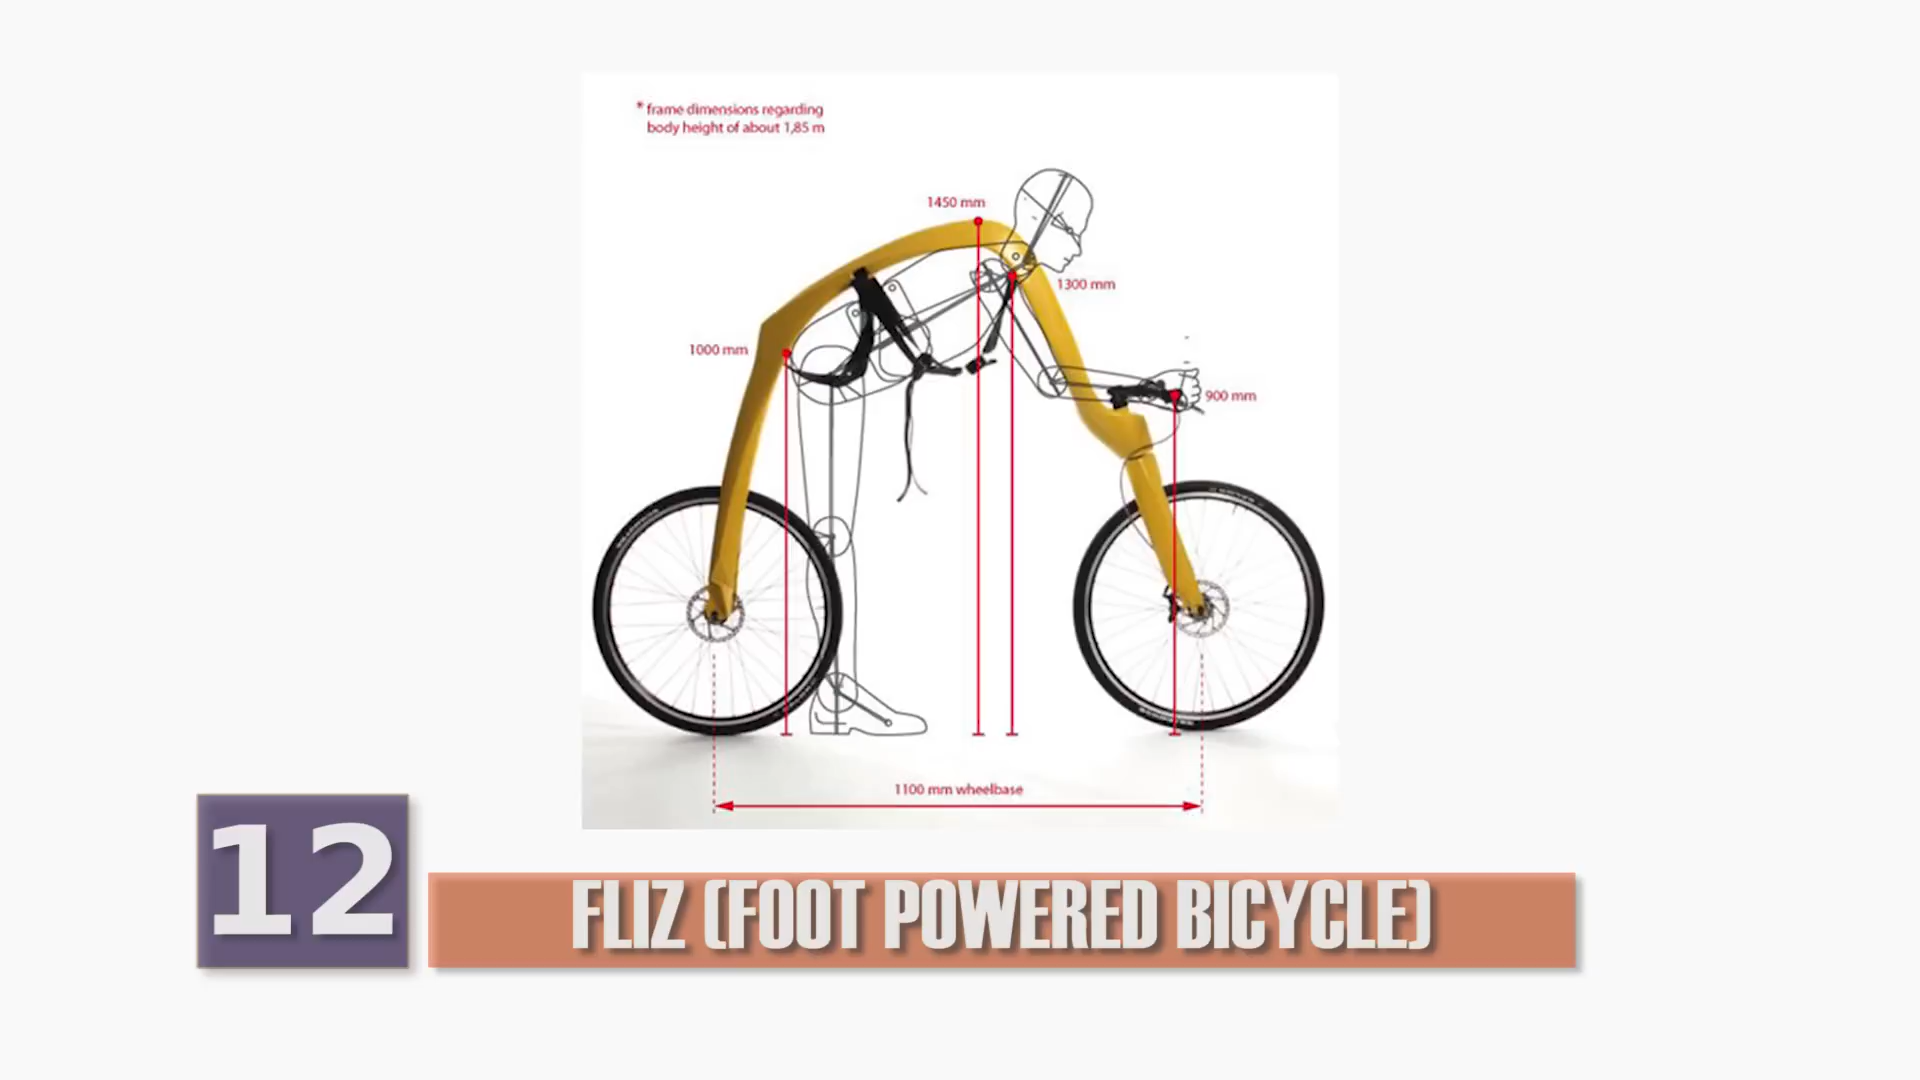 * frame dimensions regarding
body height of about 1,85 m
1450 mm
1300 mm
1000 mm
900 mm
1100 mm wheelbase
12
FLIZ (FOOT POWERED BICYCLE)